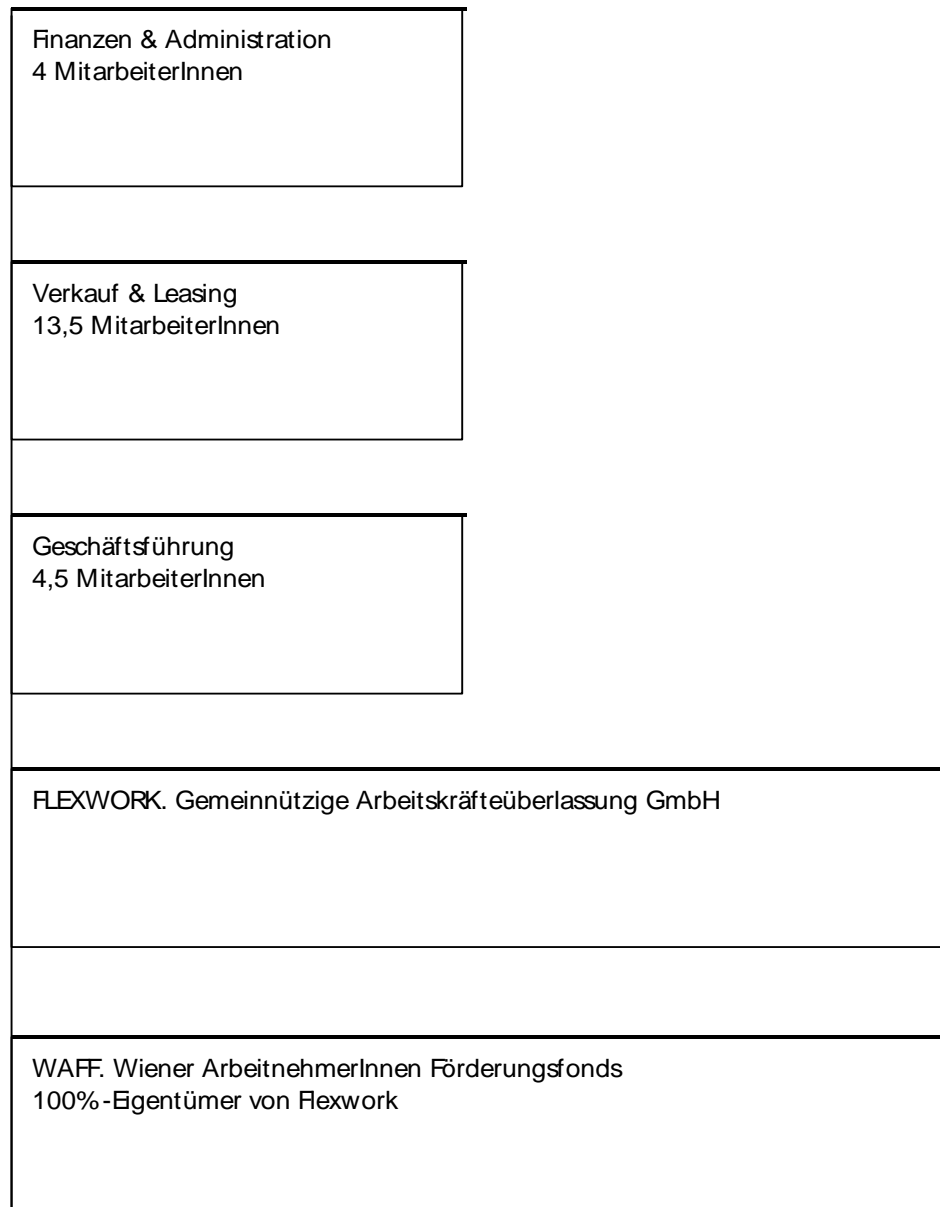 Finanzen & Administration
4 MitarbeiterInnen
Verkauf & Leasing
13,5 MitarbeiterInnen
Geschäftsführung
4,5 MitarbeiterInnen
FLEXWORK. Gemeinnützige Arbeitskräfteüberlassung GmbH
WAFF. Wiener ArbeitnehmerInnen Förderungsfonds
100%-Eigentümer von Flexwork